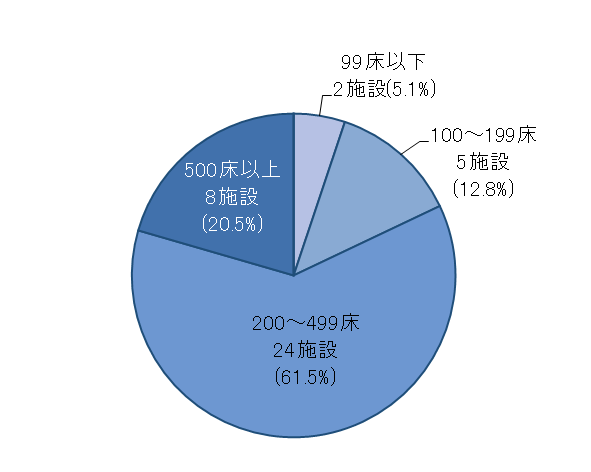 99床以下
2施設(5.1%)
100～199床
5施設
(12.8%)
500床以上
8施設
(20.5%)
200～499床
24施設
(61.5%)